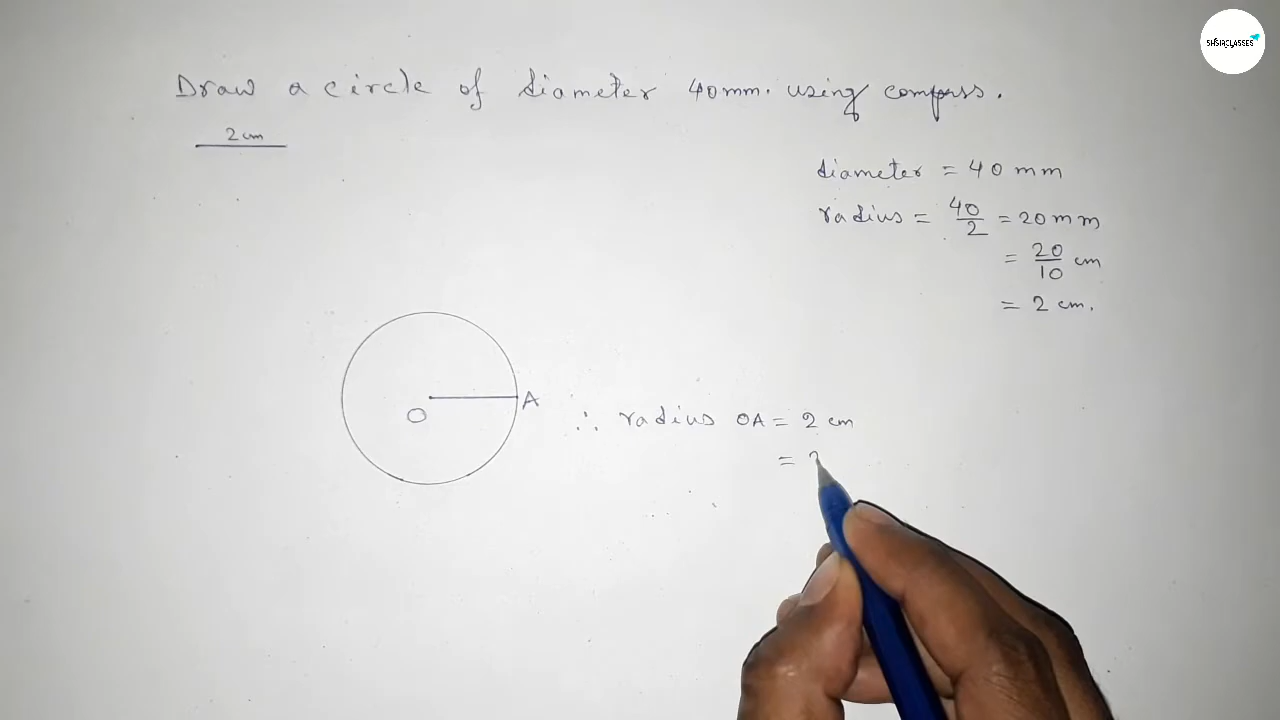 SHSIRCLASSES
Draw a circle of diameter 40mm. using compass.
2 cm
diameter = 40 mm
radius = 40/2 = 20 mm
= 20/10 cm
= 2 cm.
O
A
∴ radius OA = 2 cm
=